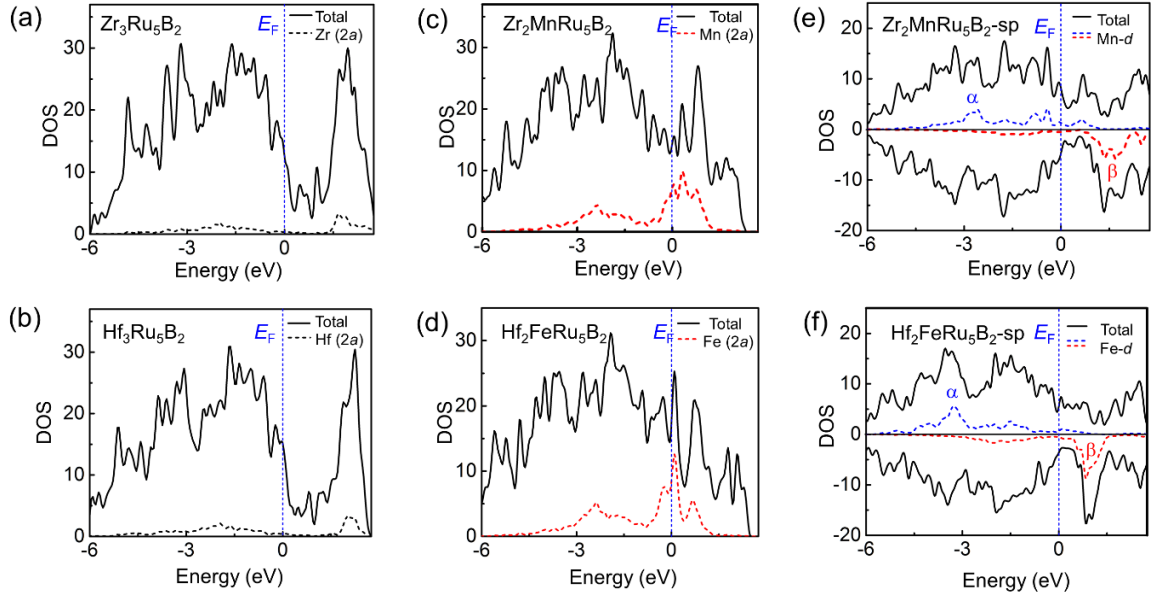 (a)
Zr3Ru5B2
EF
Total
Zr (2a)
30
20
10
0
DOS
-6
-3
0
Energy (eV)
(c)
Zr2MnRu5B2
EF
Total
Mn (2a)
30
20
10
0
DOS
-6
-3
0
Energy (eV)
(e)
Zr2MnRu5B2-sp
EF
Total
Mn-d
20
10
0
-10
-20
DOS
α
β
-6
-3
0
Energy (eV)
(b)
Hf3Ru5B2
EF
Total
Hf (2a)
30
20
10
0
DOS
-6
-3
0
Energy (eV)
(d)
Hf2FeRu5B2
EF
Total
Fe (2a)
30
20
10
0
DOS
-6
-3
0
Energy (eV)
(f)
Hf2FeRu5B2-sp
EF
Total
Fe-d
20
10
0
-10
-20
DOS
α
β
-6
-3
0
Energy (eV)